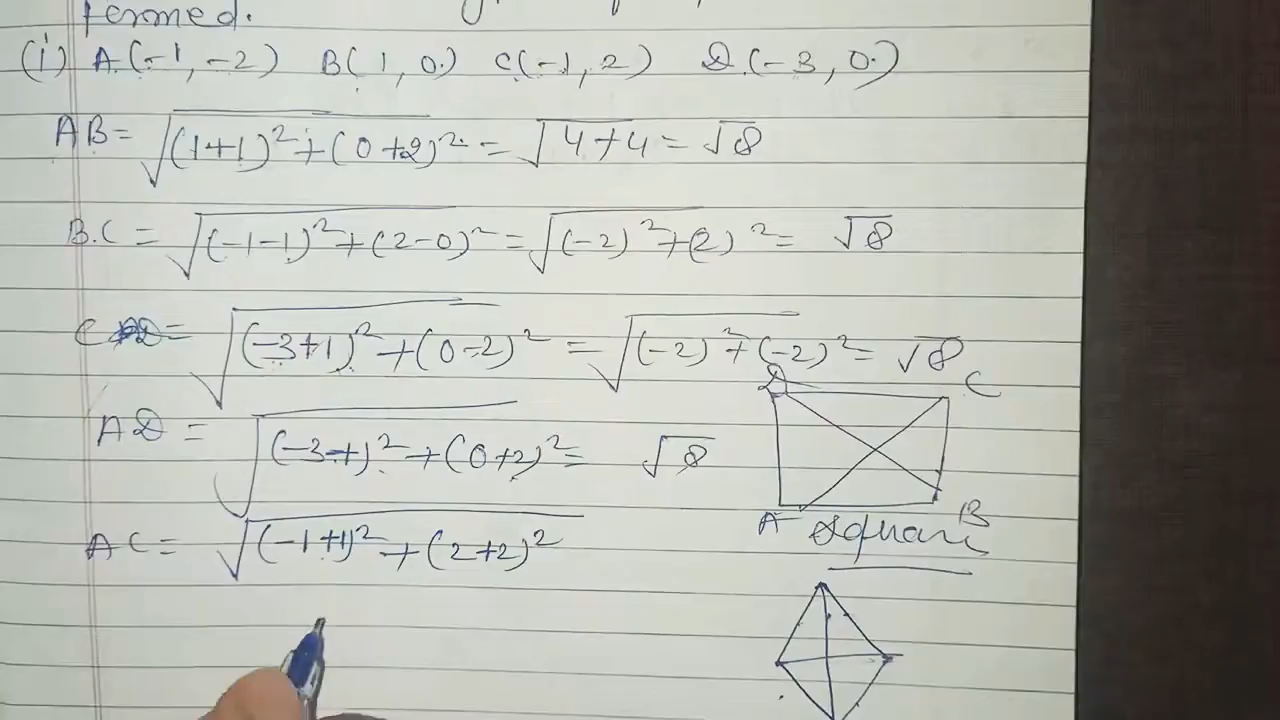 formed.
(i) A(-1, -2) B(1, 0) C(-1, 2) D(-3, 0)
AB = √(1+1)² + (0+2)² = √4+4 = √8
B.C = √(-1-1)² + (2-0)² = √(-2)² + (2)² = √8
CD = √(-3+1)² + (0-2)² = √(-2)² + (-2)² = √8
D C
AD = √(-3+1)² + (0+2)² = √8
A B
Square
AC = √(-1+1)² + (2+2)²